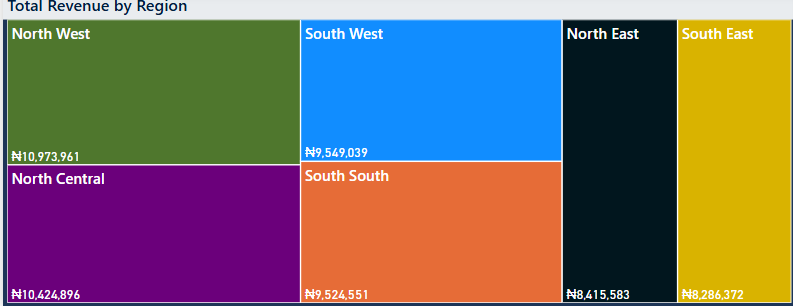 Total Revenue by Region
North West
₦10,973,961
North Central
₦10,424,896
South West
₦9,549,039
South South
₦9,524,551
North East
₦8,415,583
South East
₦8,286,372